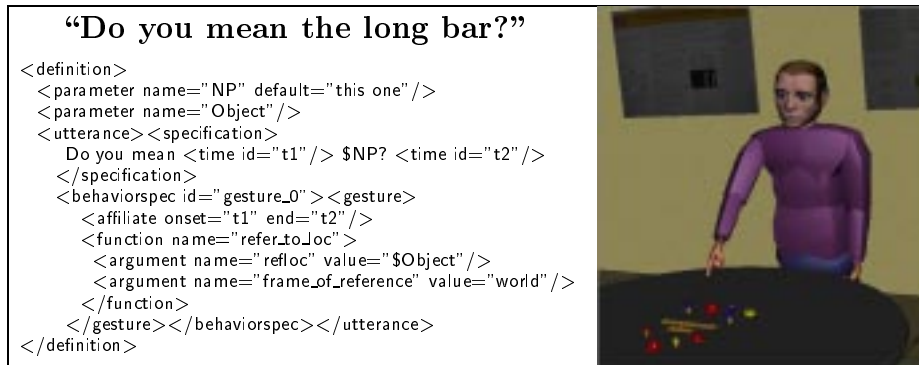 “Do you mean the long bar?”
<definition>
<parameter name="NP" default="this one"/>
<parameter name="Object"/>
<utterance><specification>
Do you mean <time id="t1"/> $NP? <time id="t2"/>
</specification>
<behaviorspec id="gesture_0"><gesture>
<affiliate onset="t1" end="t2"/>
<function name="refer_to_loc">
<argument name="refloc" value="$Object"/>
<argument name="frame_of_reference" value="world"/>
</function>
</gesture></behaviorspec></utterance>
</definition>